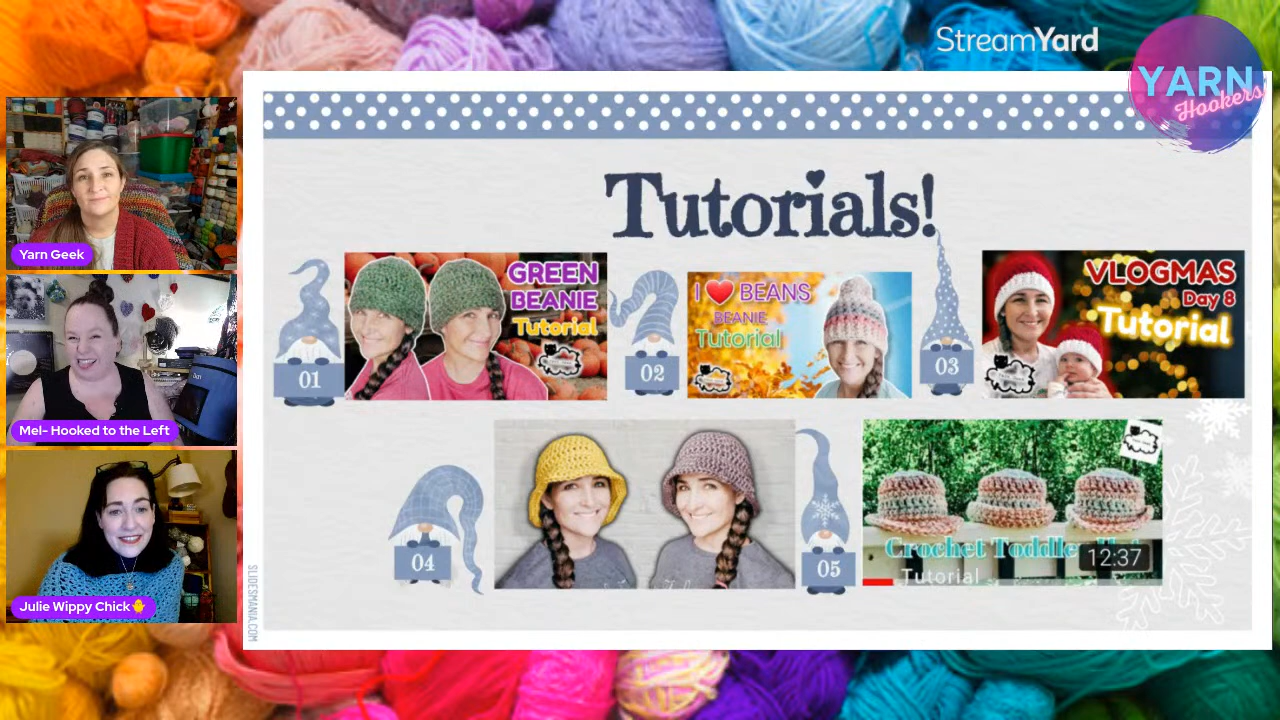 StreamYard
YARN
Hookers
Tutorials!
Yarn Geek
Mel- Hooked to the Left
Julie Wippy Chick
01
GREEN
BEANIE
Tutorial
02
I ❤ BEANS
BEANIE
Tutorial
03
VLOGMAS
Day 8
Tutorial
04
05
Crochet Toddle
12:37
Tutorial
SLIDESMANIA.COM